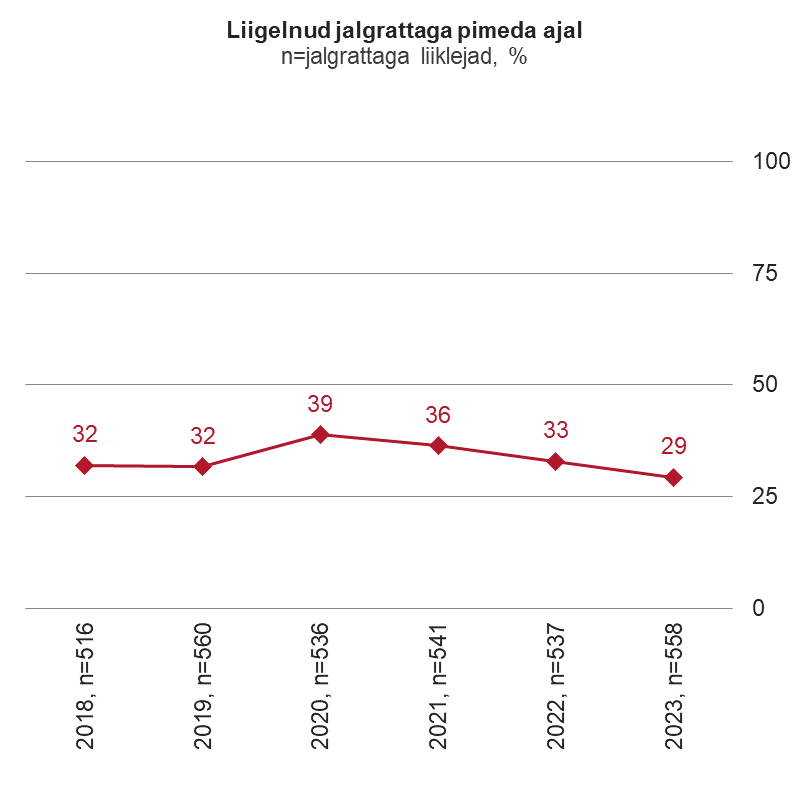 Liigelnud jalgrattaga pimeda ajal
n=jalgrattaga liiklejad, %
100
75
50
25
0
32
32
39
36
33
29
2018, n=516
2019, n=560
2020, n=536
2021, n=541
2022, n=537
2023, n=558